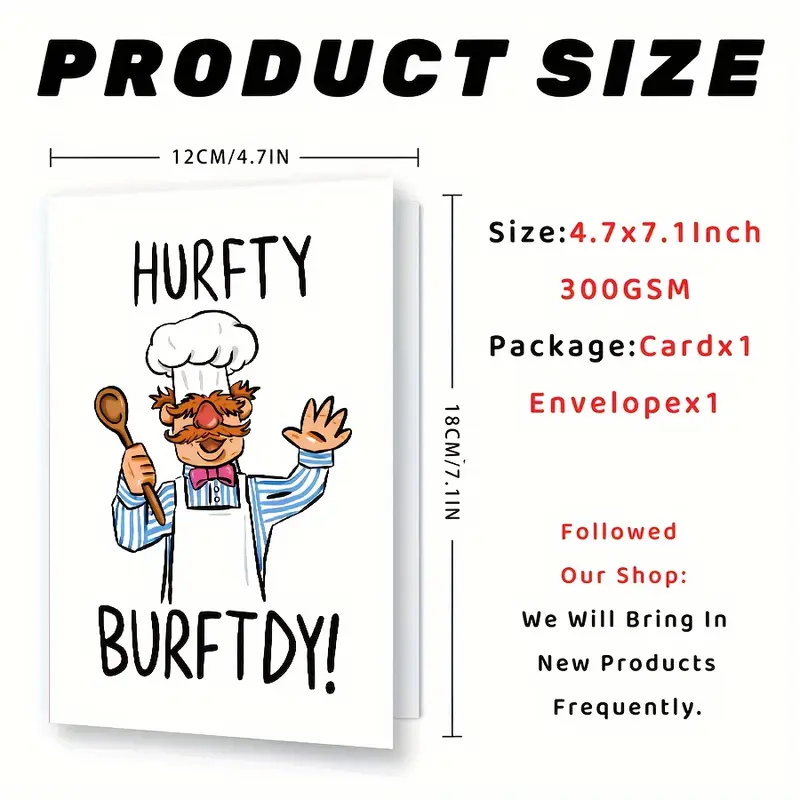 PRODUCT SIZE
12CM/4.7IN
HURFTY
BURFTDY!
18CM/7.1IN
Size:4.7x7.1Inch
300GSM
Package:Cardx1
Envelopex1
Followed
Our Shop:
We Will Bring In
New Products
Frequently.